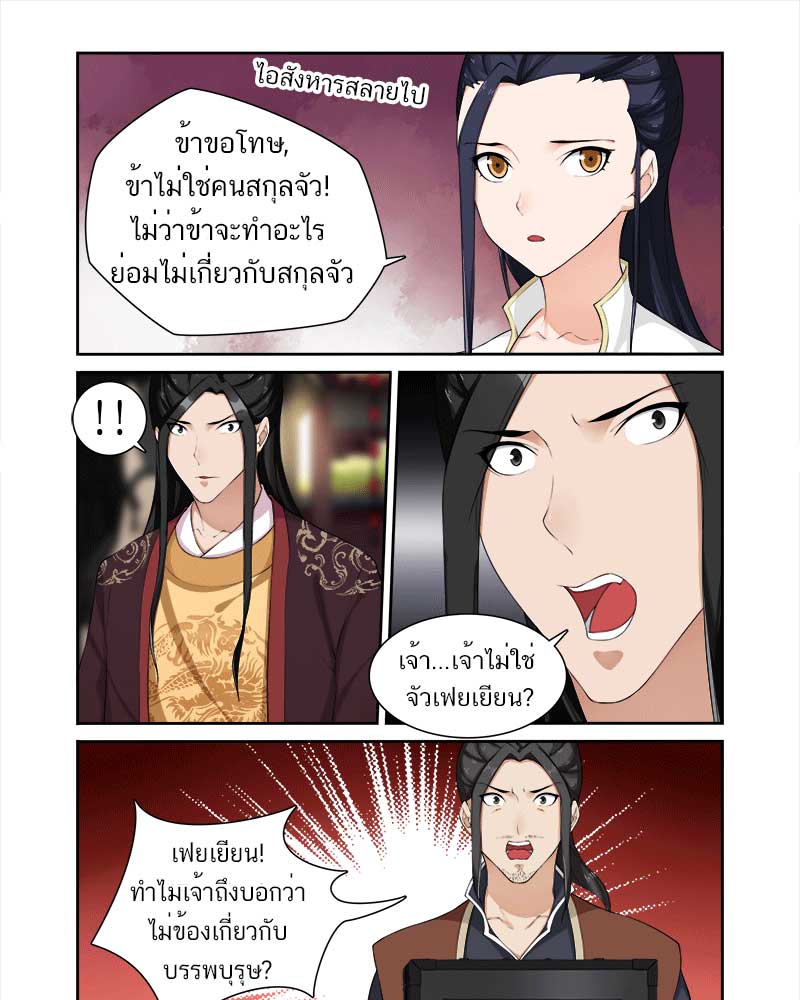 ไอสังหารสลายไป
ข้าขอโทษ,
ข้าไม่ใช่คนสกุลจัว!
ไม่ว่าข้าจะทำอะไร
ย่อมไม่เกี่ยวกับสกุลจัว
!!
เจ้า...เจ้าไม่ใช่
จัวเฟยเยียน?
เฟยเยียน!
ทำไมเจ้าถึงบอกว่า
ไม่ข้องเกี่ยวกับ
บรรพบุรุษ?